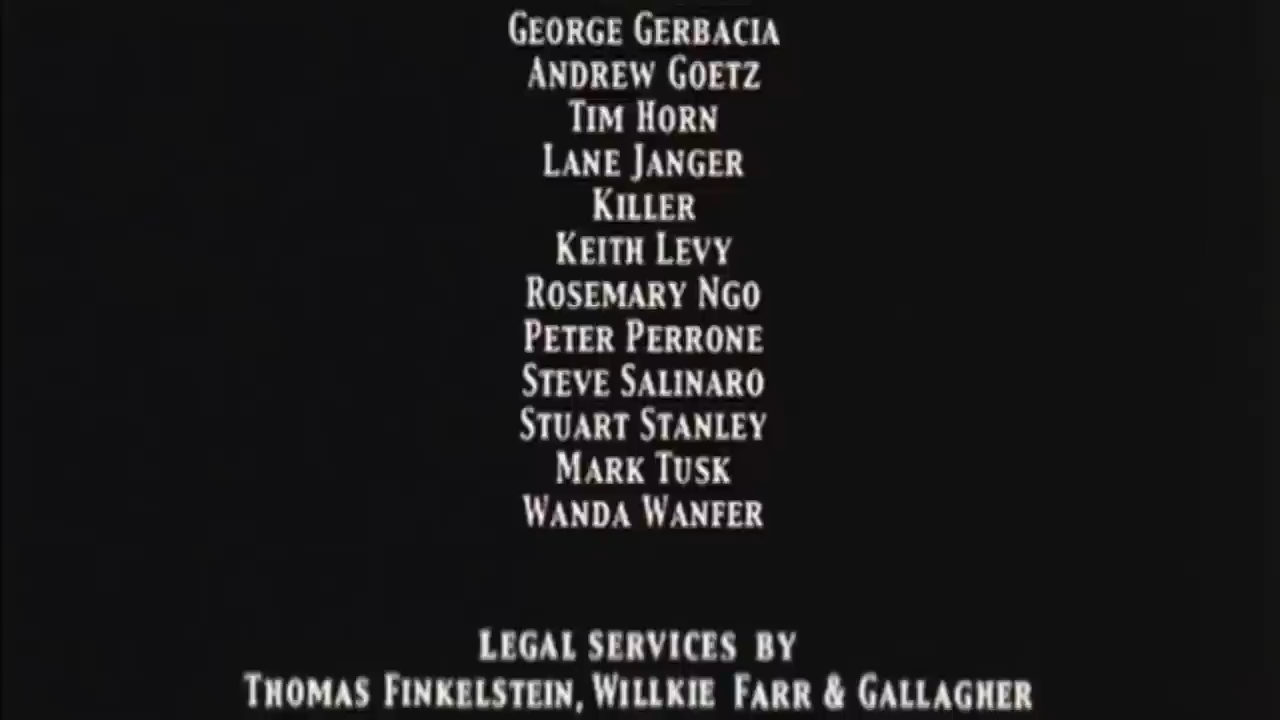 George Gerbacia
Andrew Goetz
Tim Horn
Lane Janger
Killer
Keith Levy
Rosemary Ngo
Peter Perrone
Steve Salinaro
Stuart Stanley
Mark Tusk
Wanda Wanfer
Legal services by
Thomas Finkelstein, Willkie Farr & Gallagher